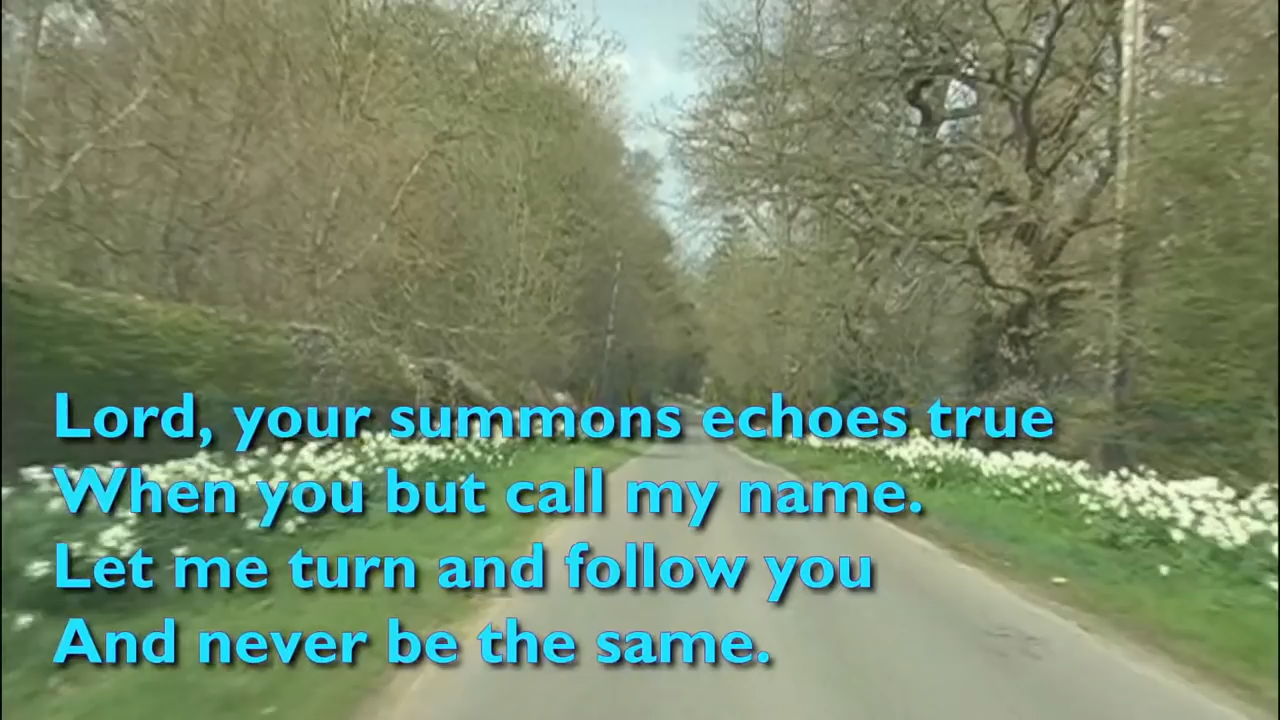 Lord, your summons echoes true
When you but call my name.
Let me turn and follow you
And never be the same.